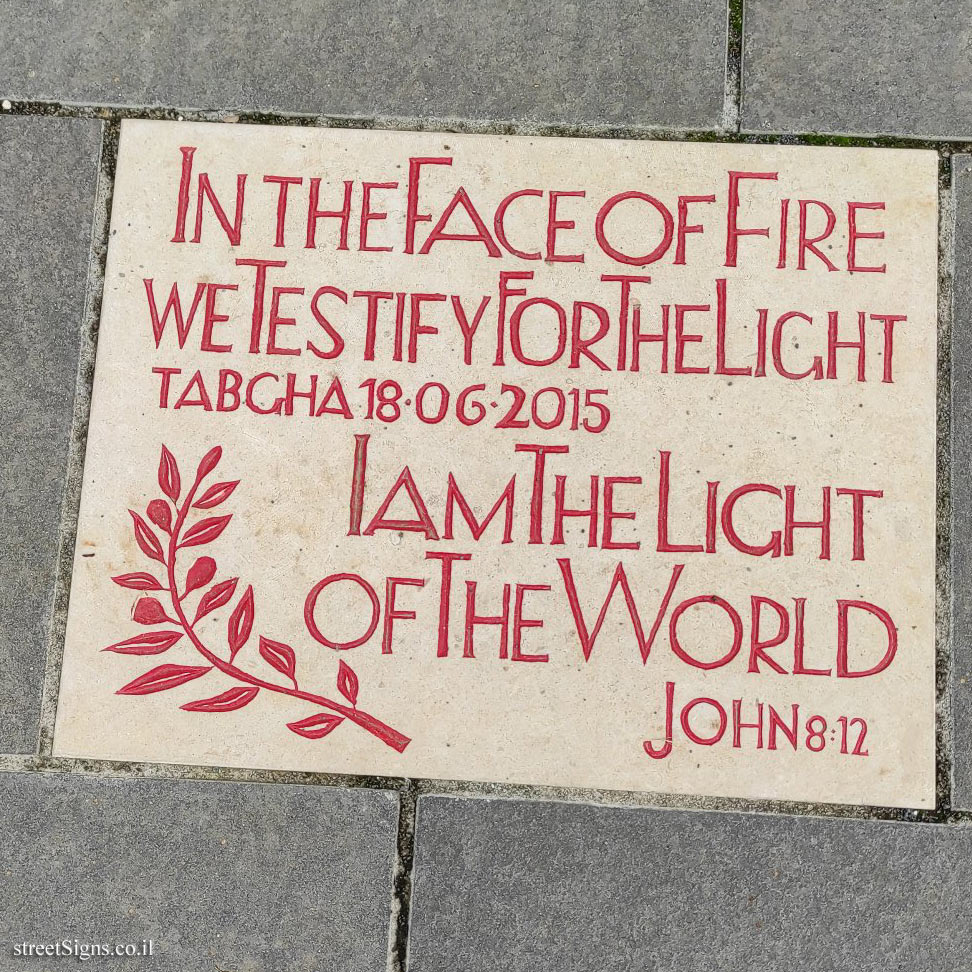 IN THE FACE OF FIRE
WE TESTIFY FOR THE LIGHT
TABGHA 18·06·2015
I AM THE LIGHT
OF THE WORLD
JOHN 8:12
streetSigns.co.il